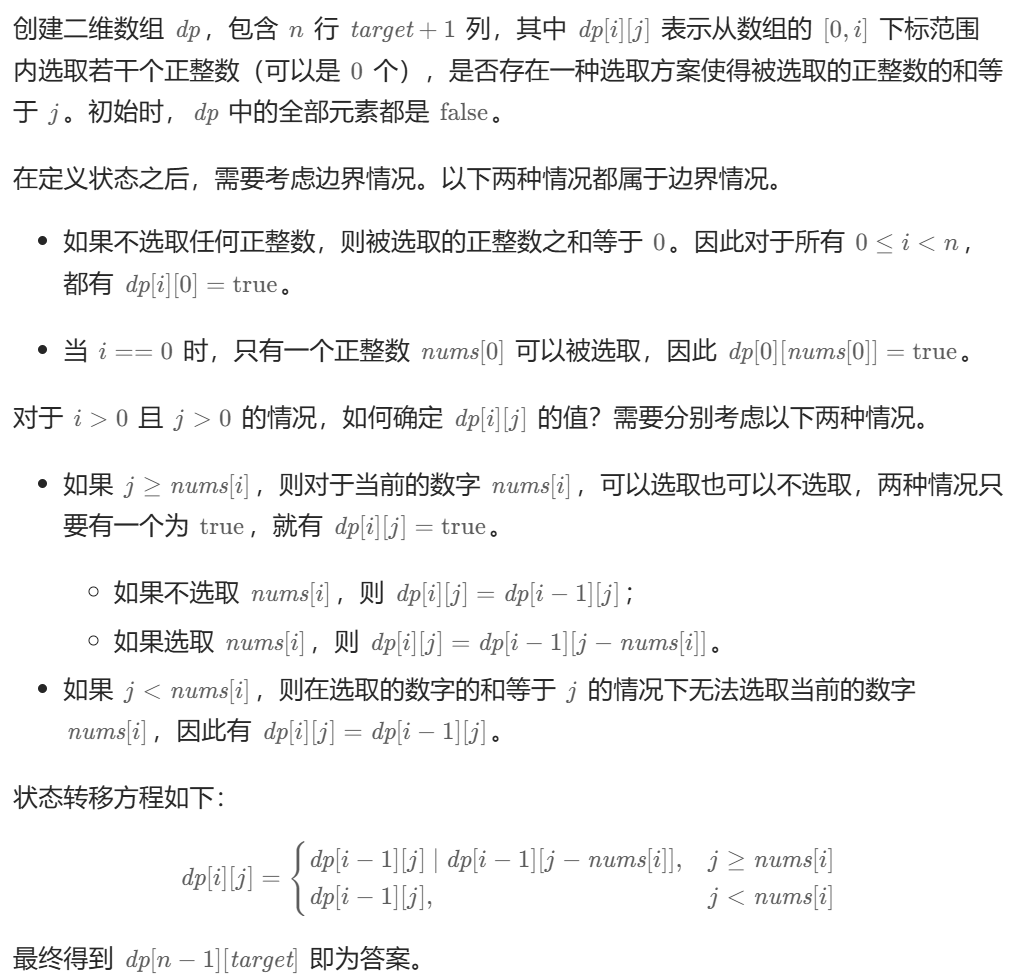 创建二维数组 dp，包含 n 行 target + 1 列，其中 dp[i][j] 表示从数组的 [0, i] 下标范围
内选取若干个正整数（可以是 0 个），是否存在一种选取方案使得被选取的正整数的和等
于 j。初始时，dp 中的全部元素都是 false。
在定义状态之后，需要考虑边界情况。以下两种情况都属于边界情况。
• 如果不选取任何正整数，则被选取的正整数之和等于 0。因此对于所有 0 ≤ i < n，
都有 dp[i][0] = true。
• 当 i == 0 时，只有一个正整数 nums[0] 可以被选取，因此 dp[0][nums[0]] = true。
对于 i > 0 且 j > 0 的情况，如何确定 dp[i][j] 的值？需要分别考虑以下两种情况。
• 如果 j ≥ nums[i]，则对于当前的数字 nums[i]，可以选取也可以不选取，两种情况只
要有一个为 true，就有 dp[i][j] = true。
◦ 如果不选取 nums[i]，则 dp[i][j] = dp[i − 1][j]；
◦ 如果选取 nums[i]，则 dp[i][j] = dp[i − 1][j − nums[i]]。
• 如果 j < nums[i]，则在选取的数字的和等于 j 的情况下无法选取当前的数字
nums[i]，因此有 dp[i][j] = dp[i − 1][j]。
状态转移方程如下：
dp[i][j] = { dp[i − 1][j] | dp[i − 1][j − nums[i]], j ≥ nums[i]
dp[i − 1][j], j < nums[i]
最终得到 dp[n − 1][target] 即为答案。